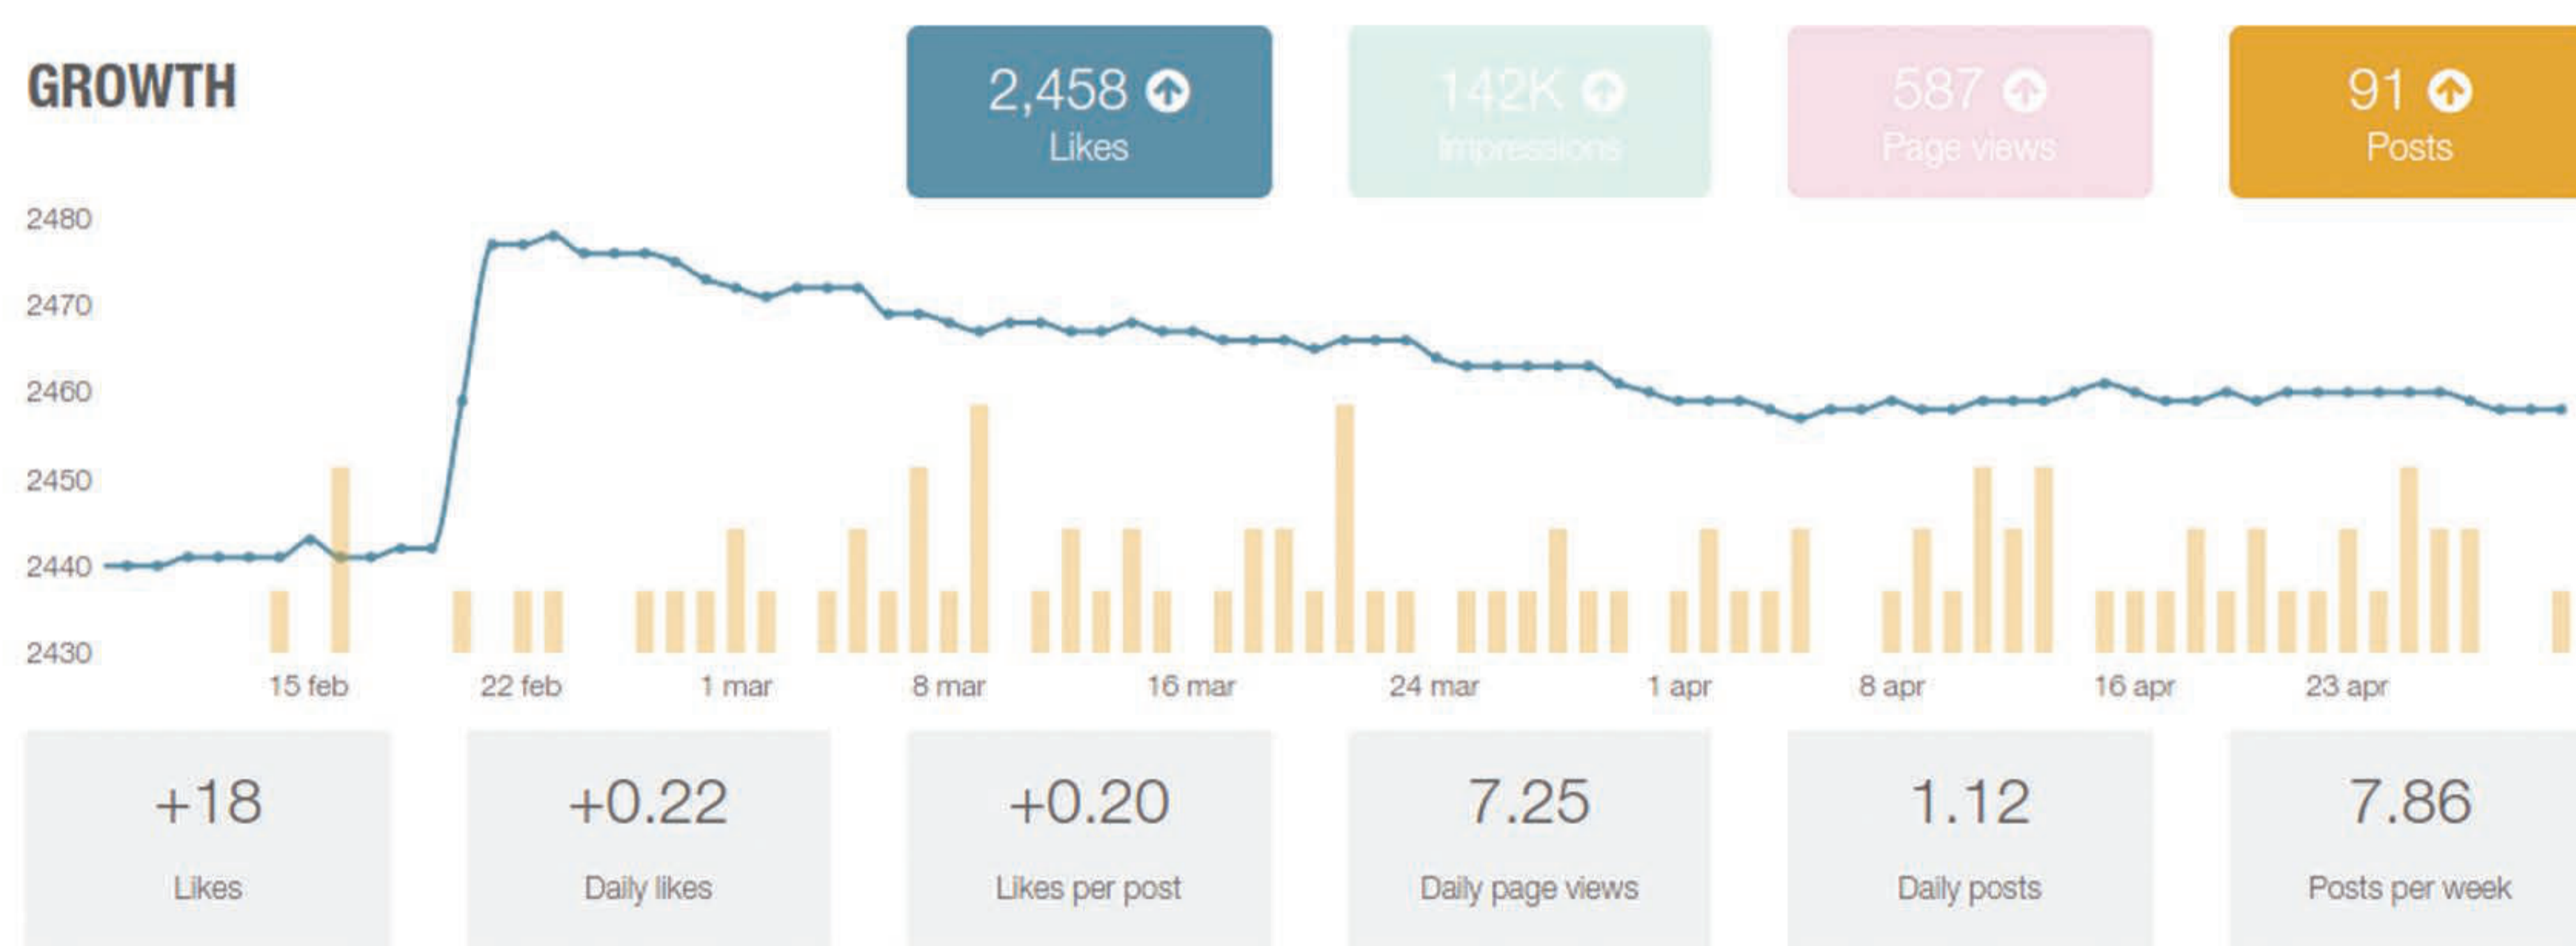 GROWTH
2,458
Likes
142K
Impressions
587
Page views
91
Posts
2480
2470
2460
2450
2440
2430
15 feb 22 feb 1 mar 8 mar 16 mar 24 mar 1 apr 8 apr 16 apr 23 apr
+18
Likes
+0.22
Daily likes
+0.20
Likes per post
7.25
Daily page views
1.12
Daily posts
7.86
Posts per week